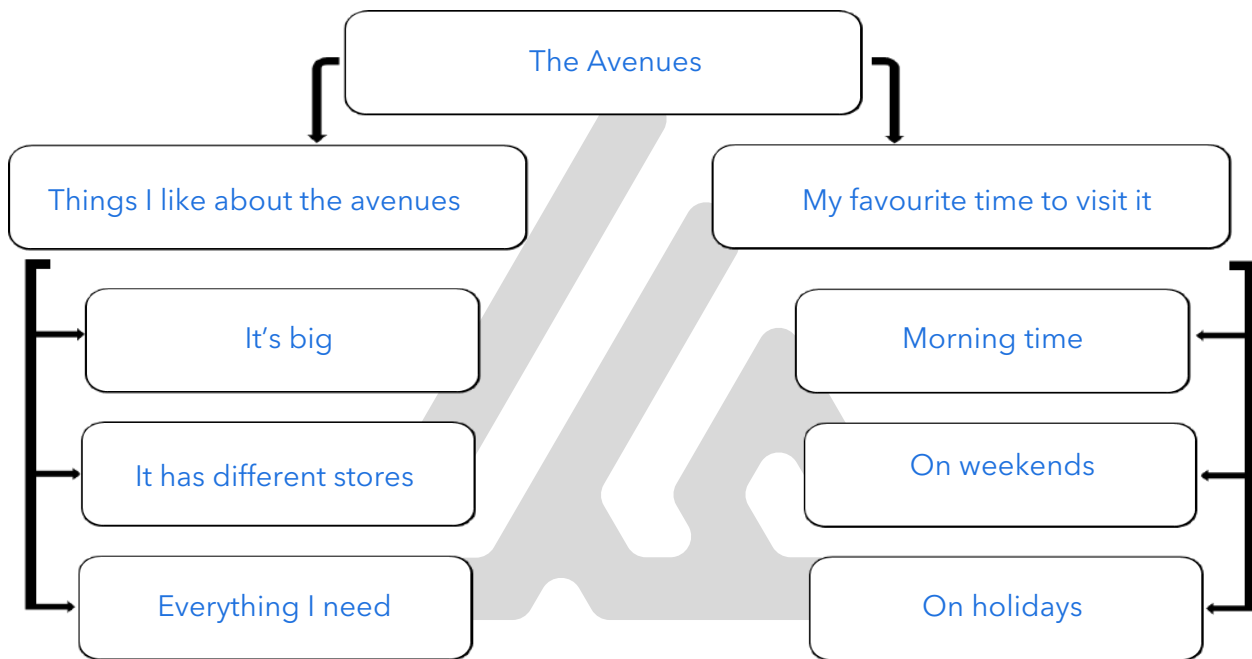 The Avenues
Things I like about the avenues
My favourite time to visit it
It’s big
Morning time
It has different stores
On weekends
Everything I need
On holidays